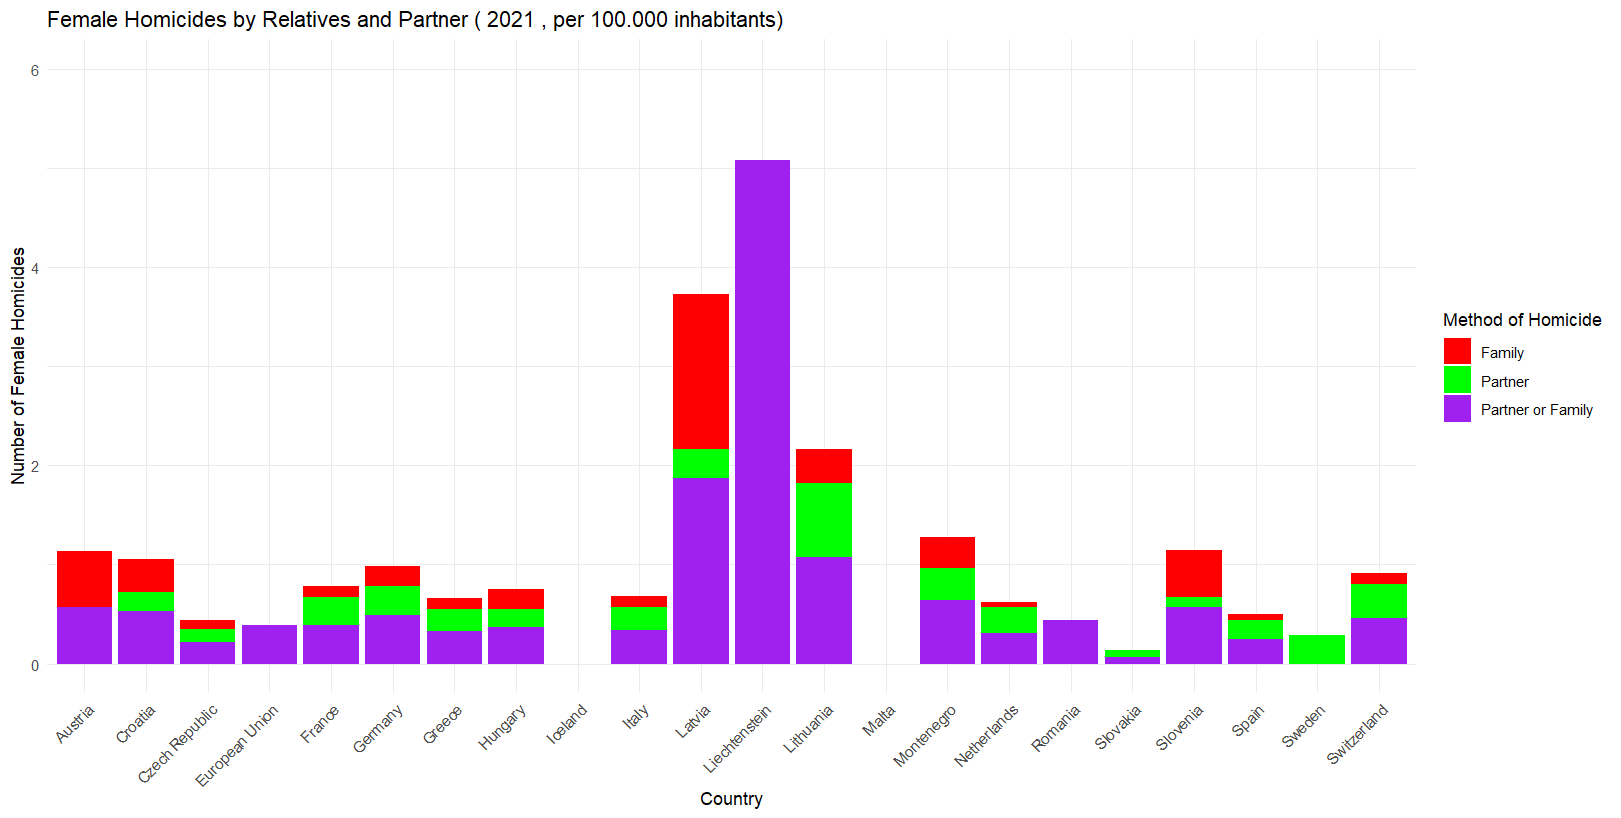 Female Homicides by Relatives and Partner ( 2021 , per 100.000 inhabitants)
Number of Female Homicides
6
4
2
0
Austria
Croatia
Czech Republic
European Union
France
Germany
Greece
Hungary
Iceland
Italy
Latvia
Liechtenstein
Lithuania
Malta
Montenegro
Netherlands
Romania
Slovakia
Slovenia
Spain
Sweden
Switzerland
Country
Method of Homicide
Family
Partner
Partner or Family